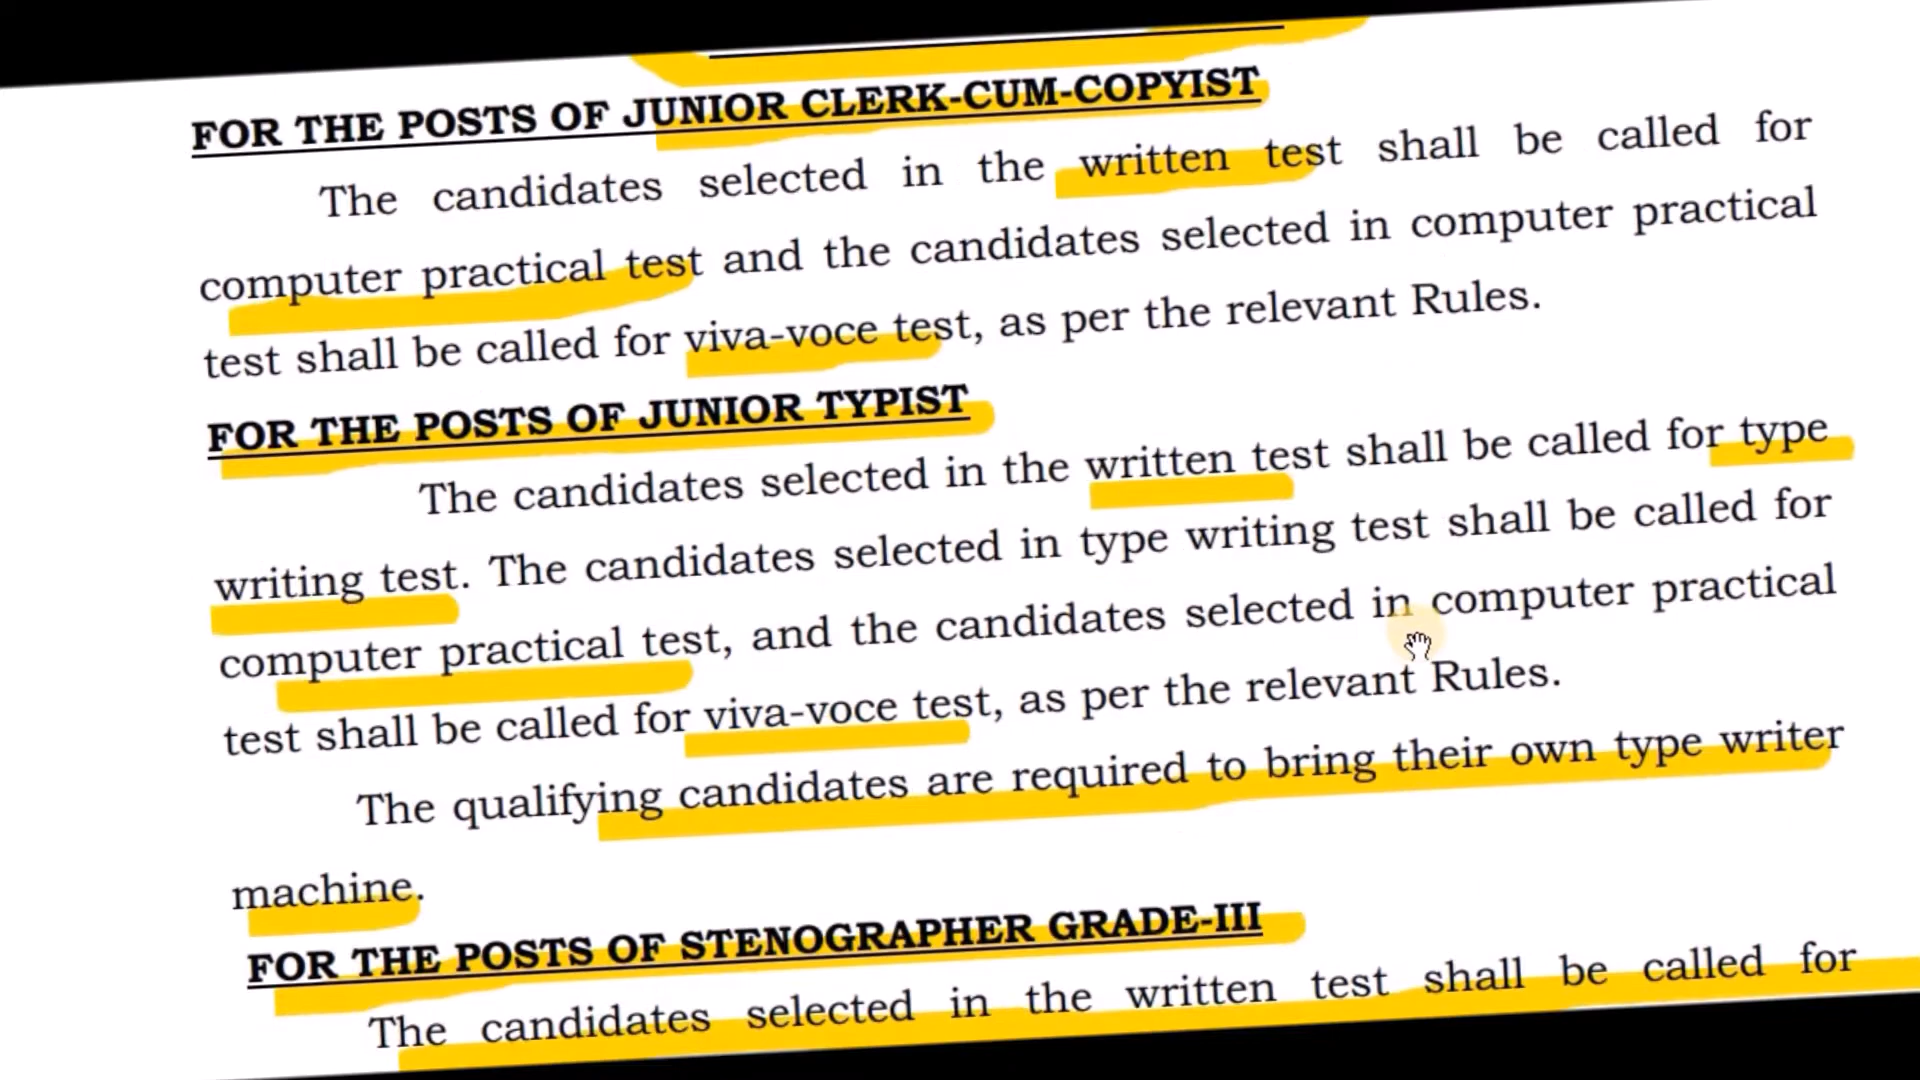 FOR THE POSTS OF JUNIOR CLERK-CUM-COPYIST
The candidates selected in the written test shall be called for
computer practical test and the candidates selected in computer practical
test shall be called for viva-voce test, as per the relevant Rules.
FOR THE POSTS OF JUNIOR TYPIST
The candidates selected in the written test shall be called for type
writing test. The candidates selected in type writing test shall be called for
computer practical test, and the candidates selected in computer practical
test shall be called for viva-voce test, as per the relevant Rules.
The qualifying candidates are required to bring their own type writer
machine.
FOR THE POSTS OF STENOGRAPHER GRADE-III
The candidates selected in the written test shall be called for